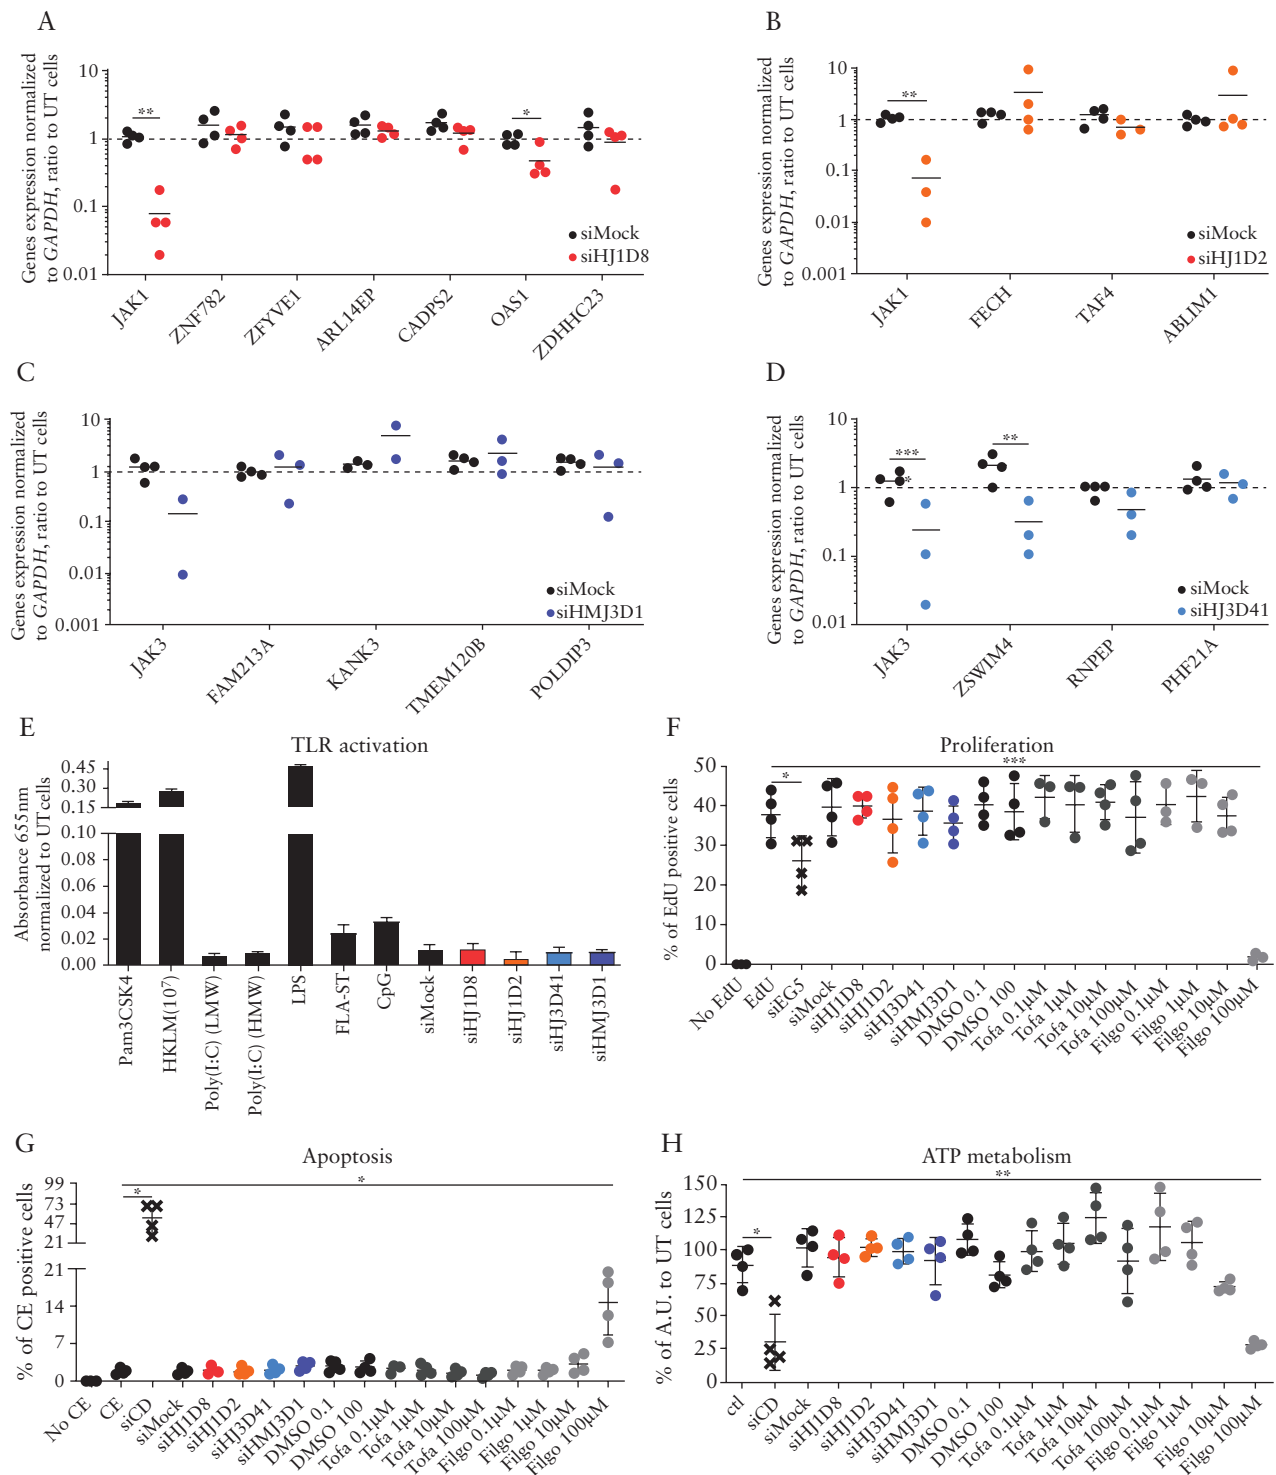 A
Genes expression normalized
to GAPDH, ratio to UT cells
10
1
0.1
0.01
**
*
siMock
siHJ1D8
JAK1
ZNF782
ZFYVE1
ARL14EP
CADPS2
OAS1
ZDHHC23
B
Genes expression normalized
to GAPDH, ratio to UT cells
10
1
0.1
0.01
0.001
**
siMock
siHJ1D2
JAK1
FECH
TAF4
ABLIM1
C
Genes expression normalized
to GAPDH, ratio to UT cells
10
1
0.1
0.01
0.001
siMock
siHMJ3D1
JAK3
FAM213A
KANK3
TMEM120B
POLDIP3
D
Genes expression normalized
to GAPDH, ratio to UT cells
10
1
0.1
0.01
***
*
**
siMock
siHJ3D41
JAK3
ZSWIM4
RNPEP
PHF21A
E
TLR activation
Absorbance 655nm
normalized to UT cells
0.45
0.30
0.15
0.10
0.08
0.06
0.04
0.02
0.00
Pam3CSK4
HKLM(107)
Poly(I:C) (LMW)
Poly(I:C) (HMW)
LPS
FLA-ST
CpG
siMock
siHJ1D8
siHJ1D2
siHJ3D41
siHMJ3D1
F
Proliferation
% of EdU positive cells
50
40
30
20
10
0
*
***
No EdU
EdU
siEG5
siMock
siHJ1D8
siHJ1D2
siHJ3D41
siHMJ3D1
DMSO 0.1
DMSO 100
Tofa 0.1µM
Tofa 1µM
Tofa 10µM
Tofa 100µM
Filgo 0.1µM
Filgo 1µM
Filgo 10µM
Filgo 100µM
G
Apoptosis
% of CE positive cells
99
73
47
21
21
14
7
0
*
*
No CE
CE
siCD
siMock
siHJ1D8
siHJ1D2
siHJ3D41
siHMJ3D1
DMSO 0.1
DMSO 100
Tofa 0.1µM
Tofa 1µM
Tofa 10µM
Tofa 100µM
Filgo 0.1µM
Filgo 1µM
Filgo 10µM
Filgo 100µM
H
ATP metabolism
% of A.U. to UT cells
150
125
100
75
50
25
0
*
**
ctl
siCD
siMock
siHJ1D8
siHJ1D2
siHJ3D41
siHMJ3D1
DMSO 0.1
DMSO 100
Tofa 0.1µM
Tofa 1µM
Tofa 10µM
Tofa 100µM
Filgo 0.1µM
Filgo 1µM
Filgo 10µM
Filgo 100µM